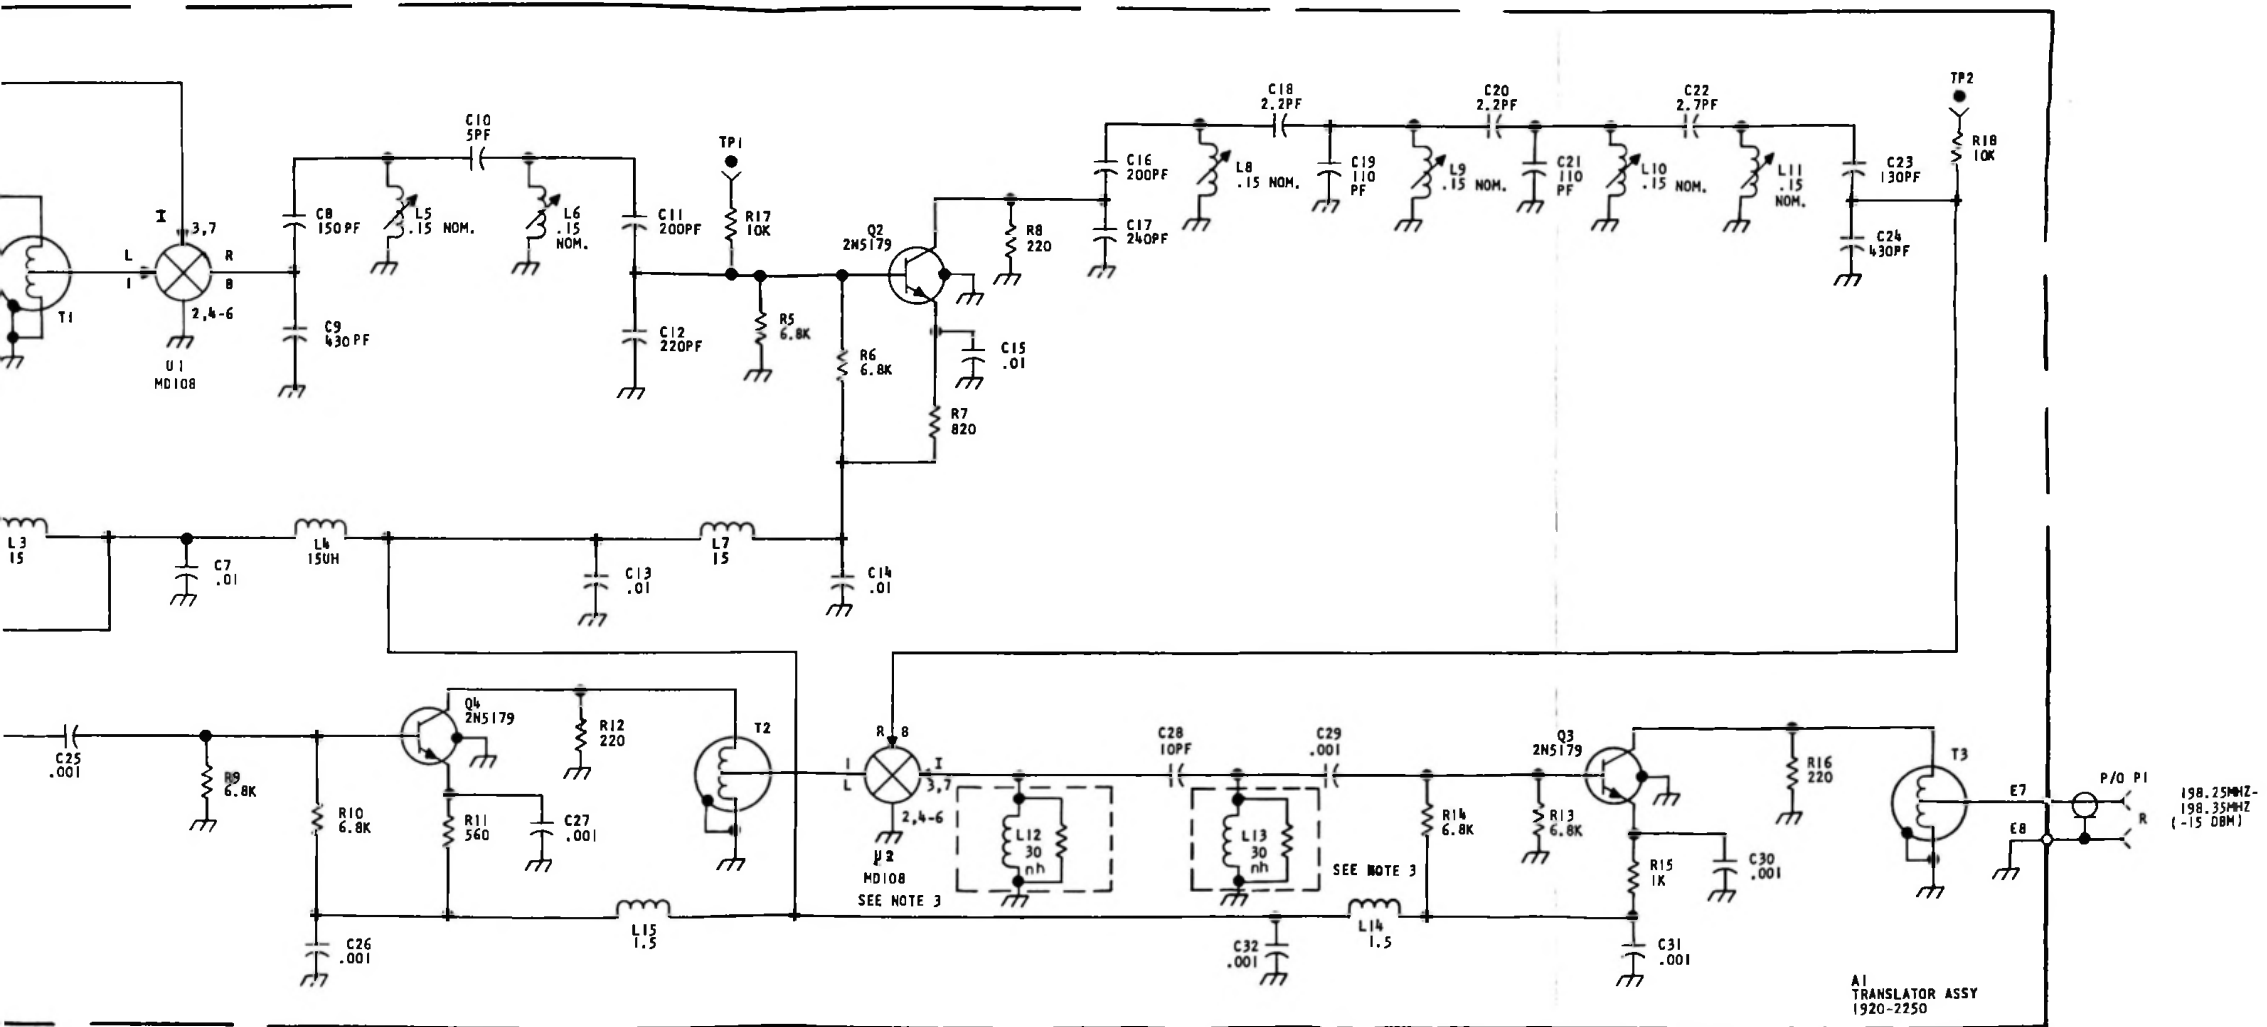 C10
5PF
TP1
C18
2.2PF
C20
2.2PF
C22
2.7PF
TP2
I
3,7
C8
150PF
L5
.15 NOM.
L6
.15
NOM.
C11
200PF
R17
10K
Q2
2N5179
R8
220
C16
200PF
C17
240PF
L8
.15 NOM.
C19
110
PF
L9
.15 NOM.
C21
110
PF
L10
.15 NOM.
L11
.15
NOM.
C23
130PF
C24
430PF
R18
10K
L
1
R
8
T1
2,4-6
U1
MD108
C9
430PF
C12
220PF
R5
6.8K
R6
6.8K
C15
.01
R7
820
L3
15
C7
.01
L4
15UH
C13
.01
L7
15
C14
.01
C25
.001
R9
6.8K
R10
6.8K
Q4
2N5179
R11
560
C27
.001
R12
220
T2
1
L
R 8
I
3,7
2,4-6
U2
MD108
SEE NOTE 3
L12
30
nh
C28
10PF
L13
30
nh
C29
.001
SEE NOTE 3
R14
6.8K
R13
6.8K
Q3
2N5179
R15
1K
C30
.001
R16
220
T3
E7
E8
P/O P1
R
198.25MHZ-
198.35MHZ
(-15 DBM)
C26
.001
L15
1.5
C32
.001
L14
1.5
C31
.001
A1
TRANSLATOR ASSY
1920-2250